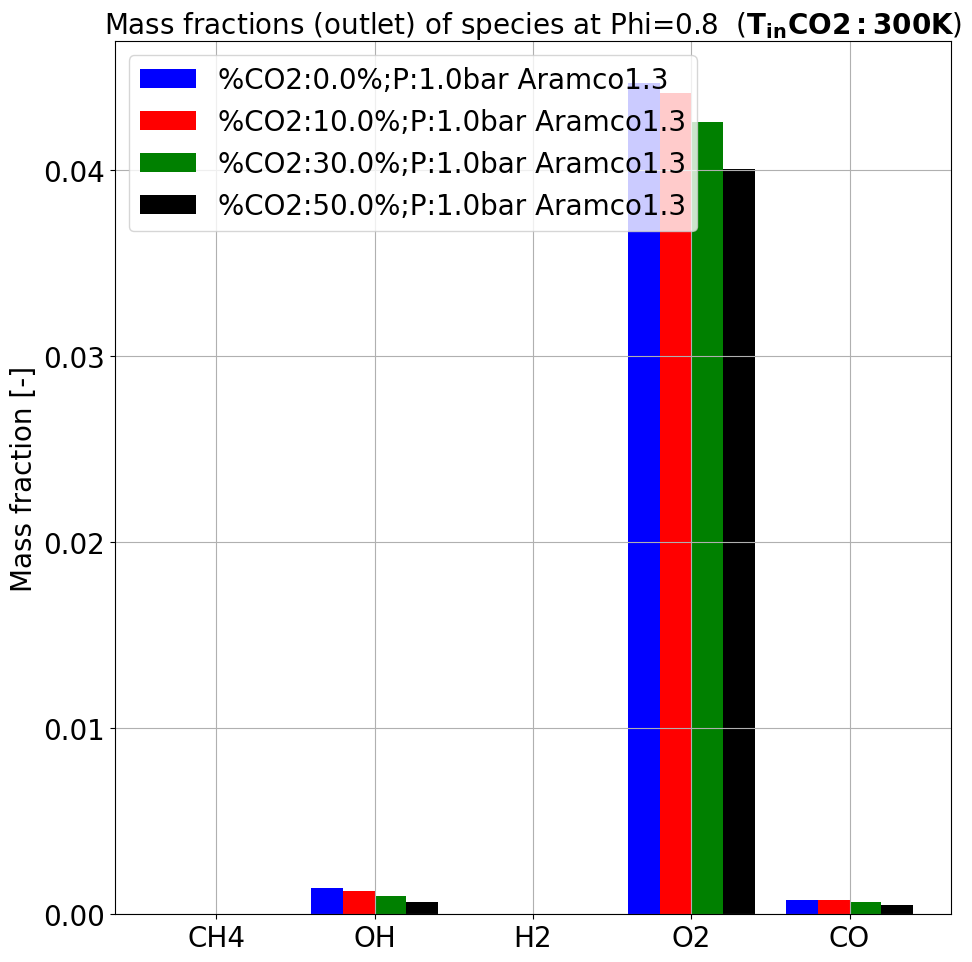 Mass fractions (outlet) of species at Phi=0.8 (TinCO2 : 300K)
%CO2:0.0%;P:1.0bar Aramco1.3
%CO2:10.0%;P:1.0bar Aramco1.3
%CO2:30.0%;P:1.0bar Aramco1.3
%CO2:50.0%;P:1.0bar Aramco1.3
Mass fraction [-]
0.04
0.03
0.02
0.01
0.00
CH4 OH H2 O2 CO